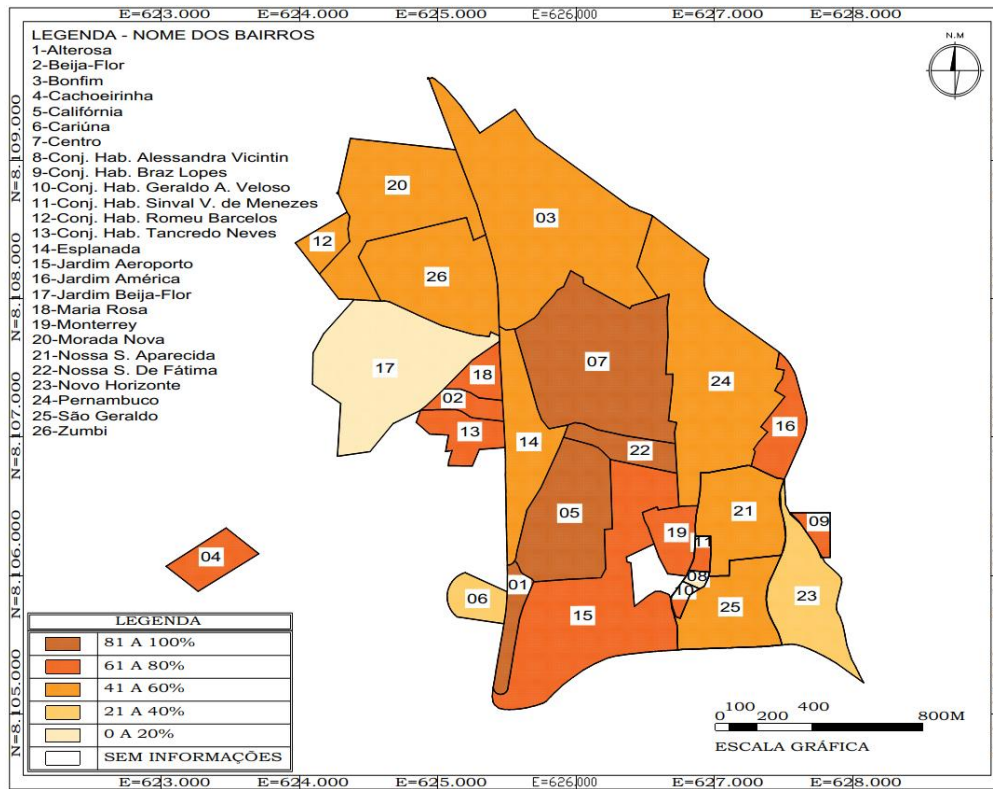 E=623.000 E=624.000 E=625.000 E=626.000 E=627.000 E=628.000
LEGENDA - NOME DOS BAIRROS
1-Alterosa
2-Beija-Flor
3-Bonfim
4-Cachoeirinha
5-Califórnia
6-Cariúna
7-Centro
8-Conj. Hab. Alessandra Vicintin
9-Conj. Hab. Braz Lopes
10-Conj. Hab. Geraldo A. Veloso
11-Conj. Hab. Sinval V. de Menezes
12-Conj. Hab. Romeu Barcelos
13-Conj. Hab. Tancredo Neves
14-Esplanada
15-Jardim Aeroporto
16-Jardim América
17-Jardim Beija-Flor
18-Maria Rosa
19-Monterrey
20-Morada Nova
21-Nossa S. Aparecida
22-Nossa S. De Fátima
23-Novo Horizonte
24-Pernambuco
25-São Geraldo
26-Zumbi
N.M
N=8.109.000
N=8.108.000
N=8.107.000
N=8.106.000
N=8.105.000
20
03
12
26
07
17
18
24
02
16
13
14
22
05
21
09
19
11
04
01
08
10
06
23
15
25
LEGENDA
81 A 100%
61 A 80%
41 A 60%
21 A 40%
0 A 20%
SEM INFORMAÇÕES
100 400
0 200 800M
ESCALA GRÁFICA
E=623.000 E=624.000 E=625.000 E=626.000 E=627.000 E=628.000